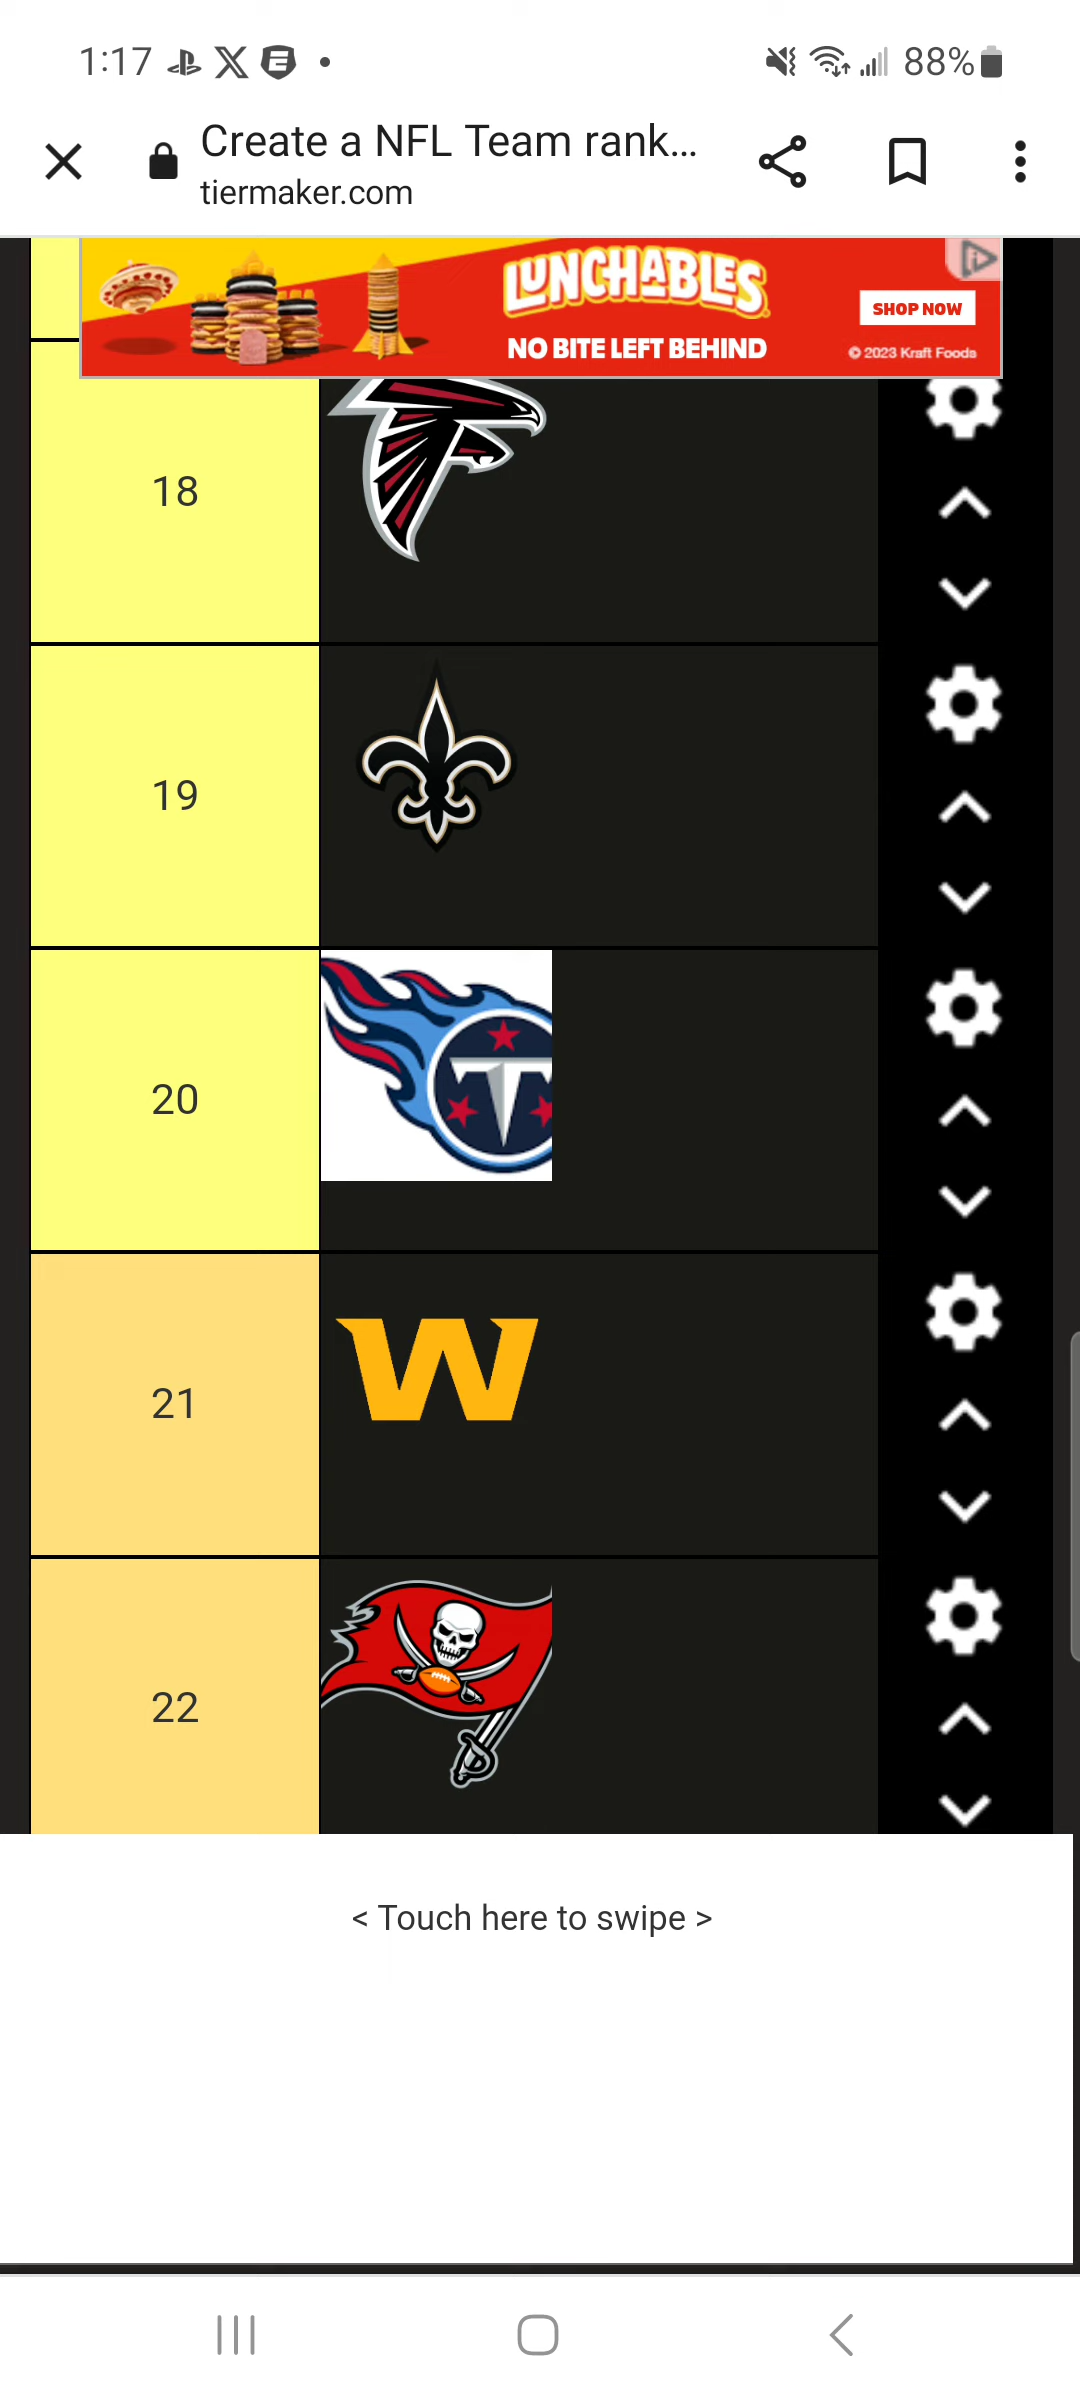 1:17
88%
Create a NFL Team rank...
tiermaker.com
LUNCHABLES
NO BITE LEFT BEHIND
SHOP NOW
© 2023 Kraft Foods
18
19
20
T
21
W
22
< Touch here to swipe >